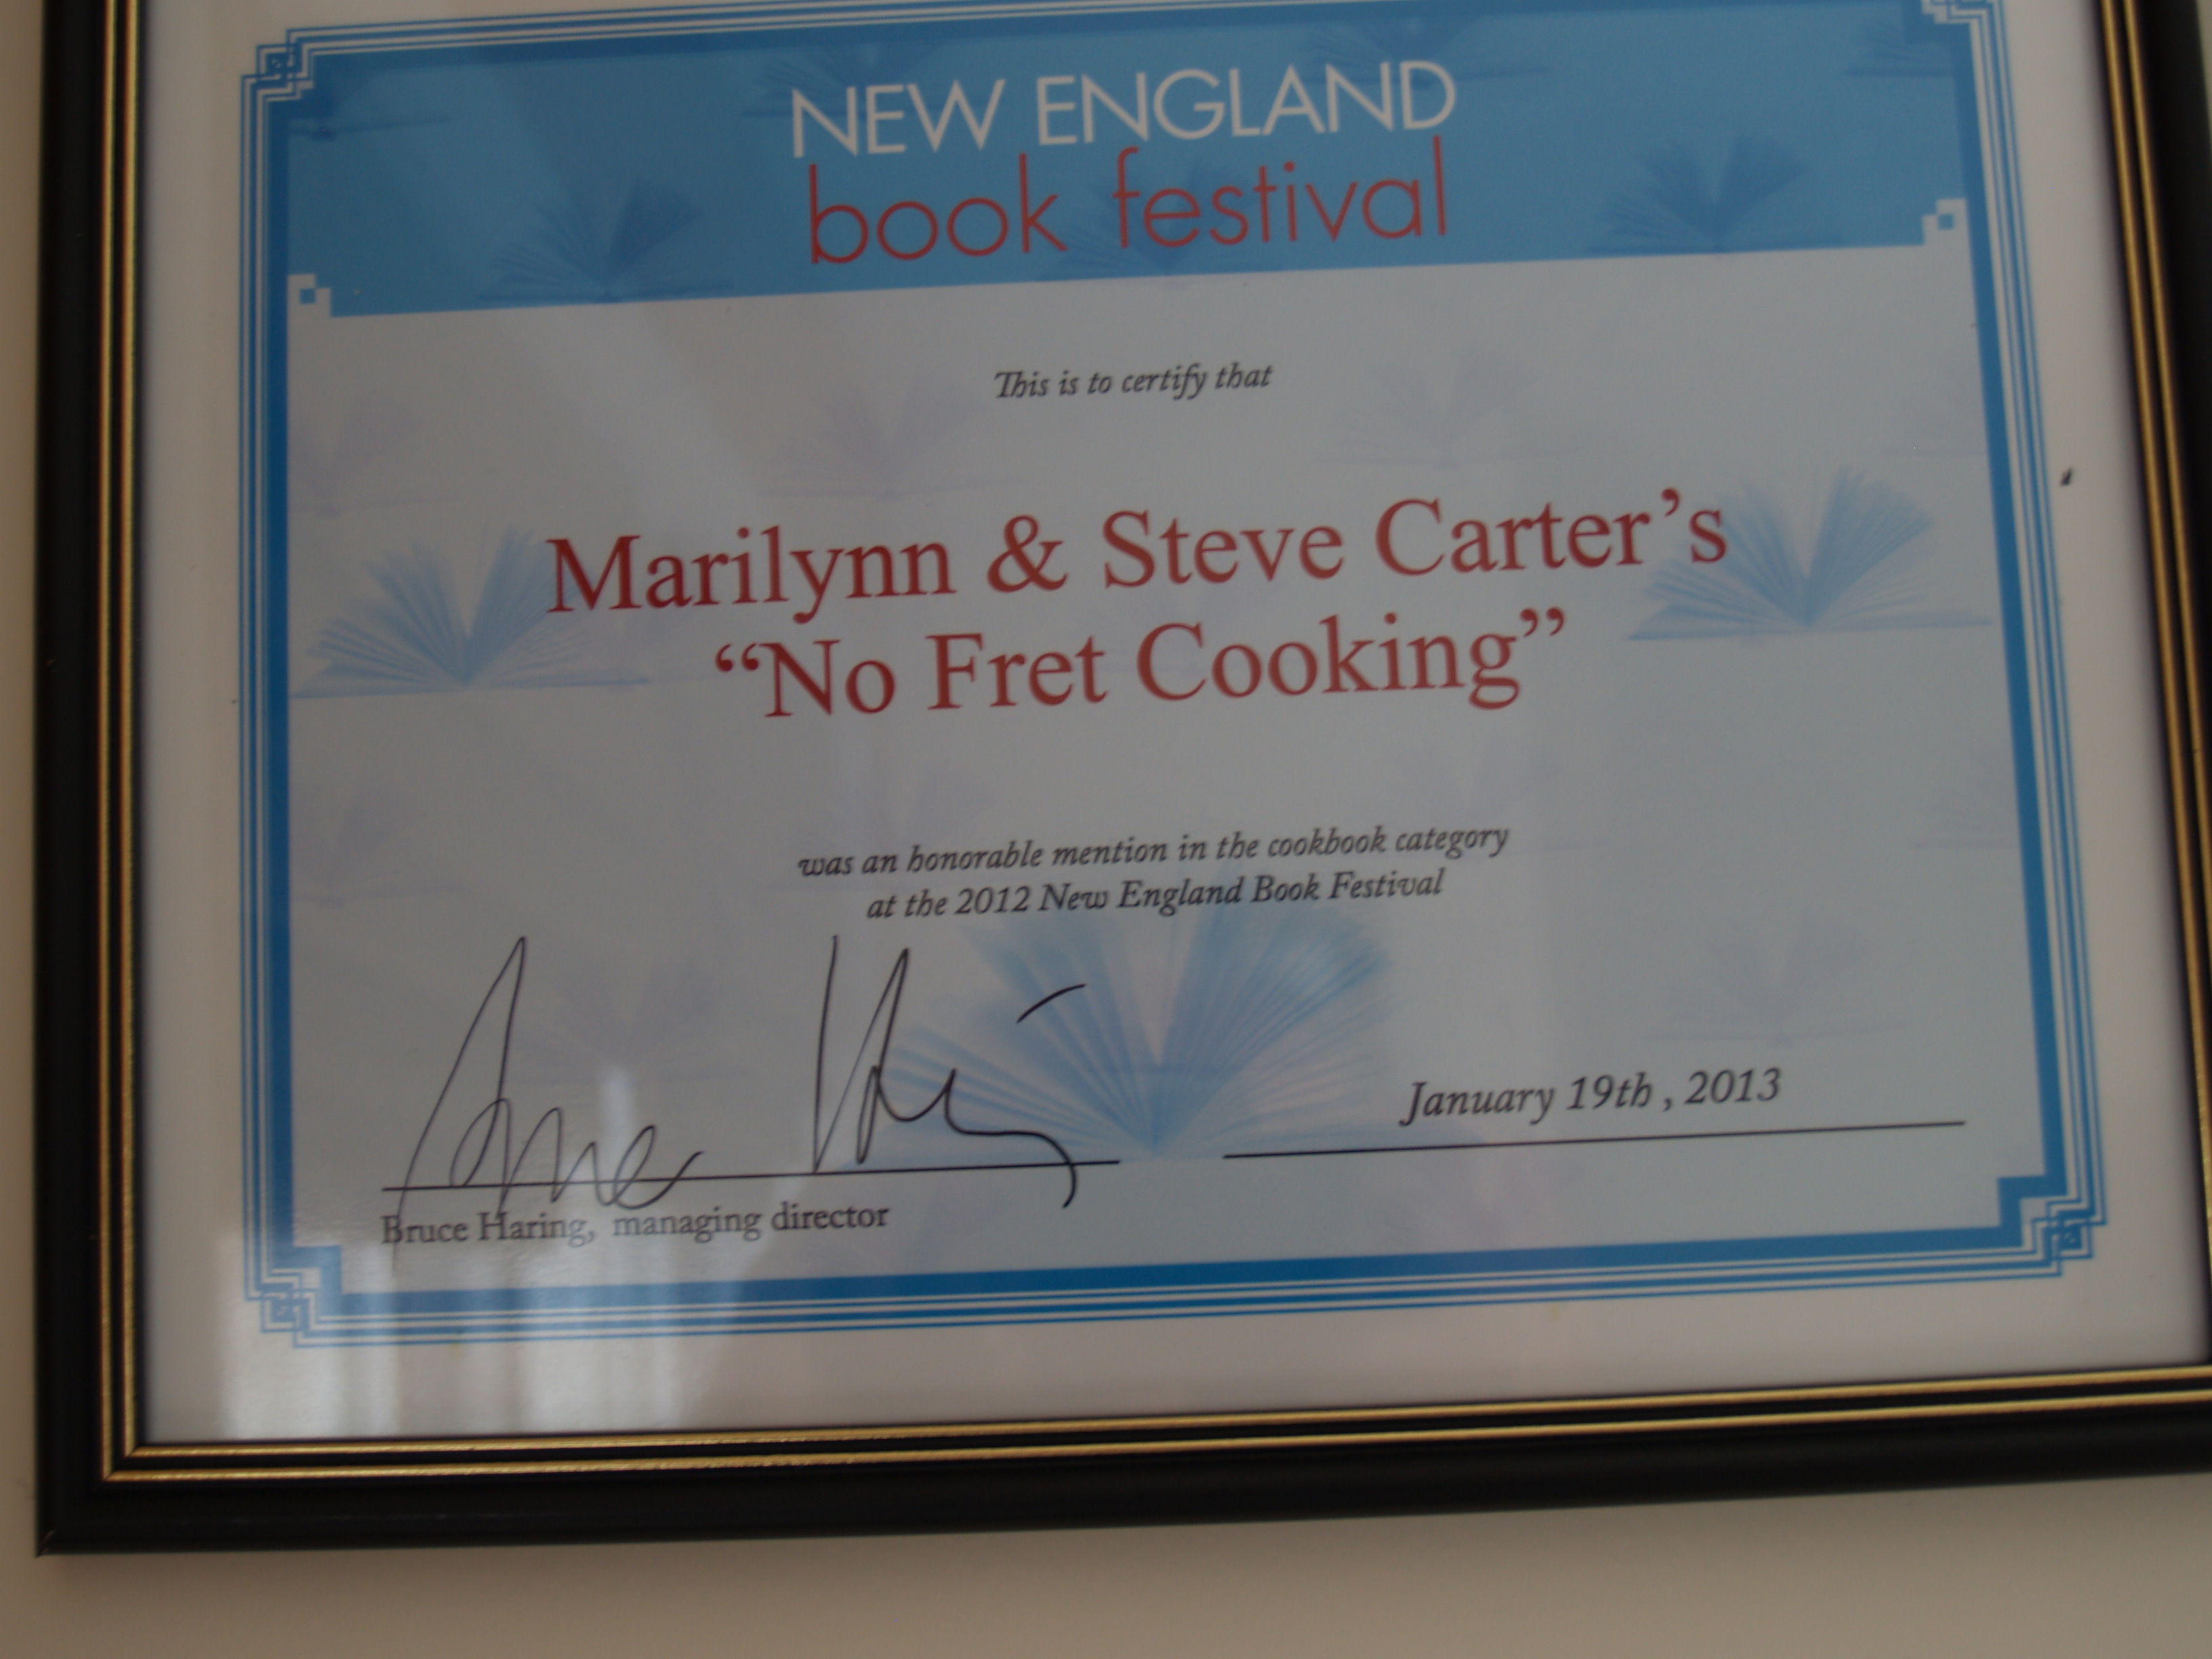 NEW ENGLAND
book festival
This is to certify that
Marilynn & Steve Carter's
“No Fret Cooking”
was an honorable mention in the cookbook category
at the 2012 New England Book Festival
January 19th , 2013
Bruce Haring, managing director